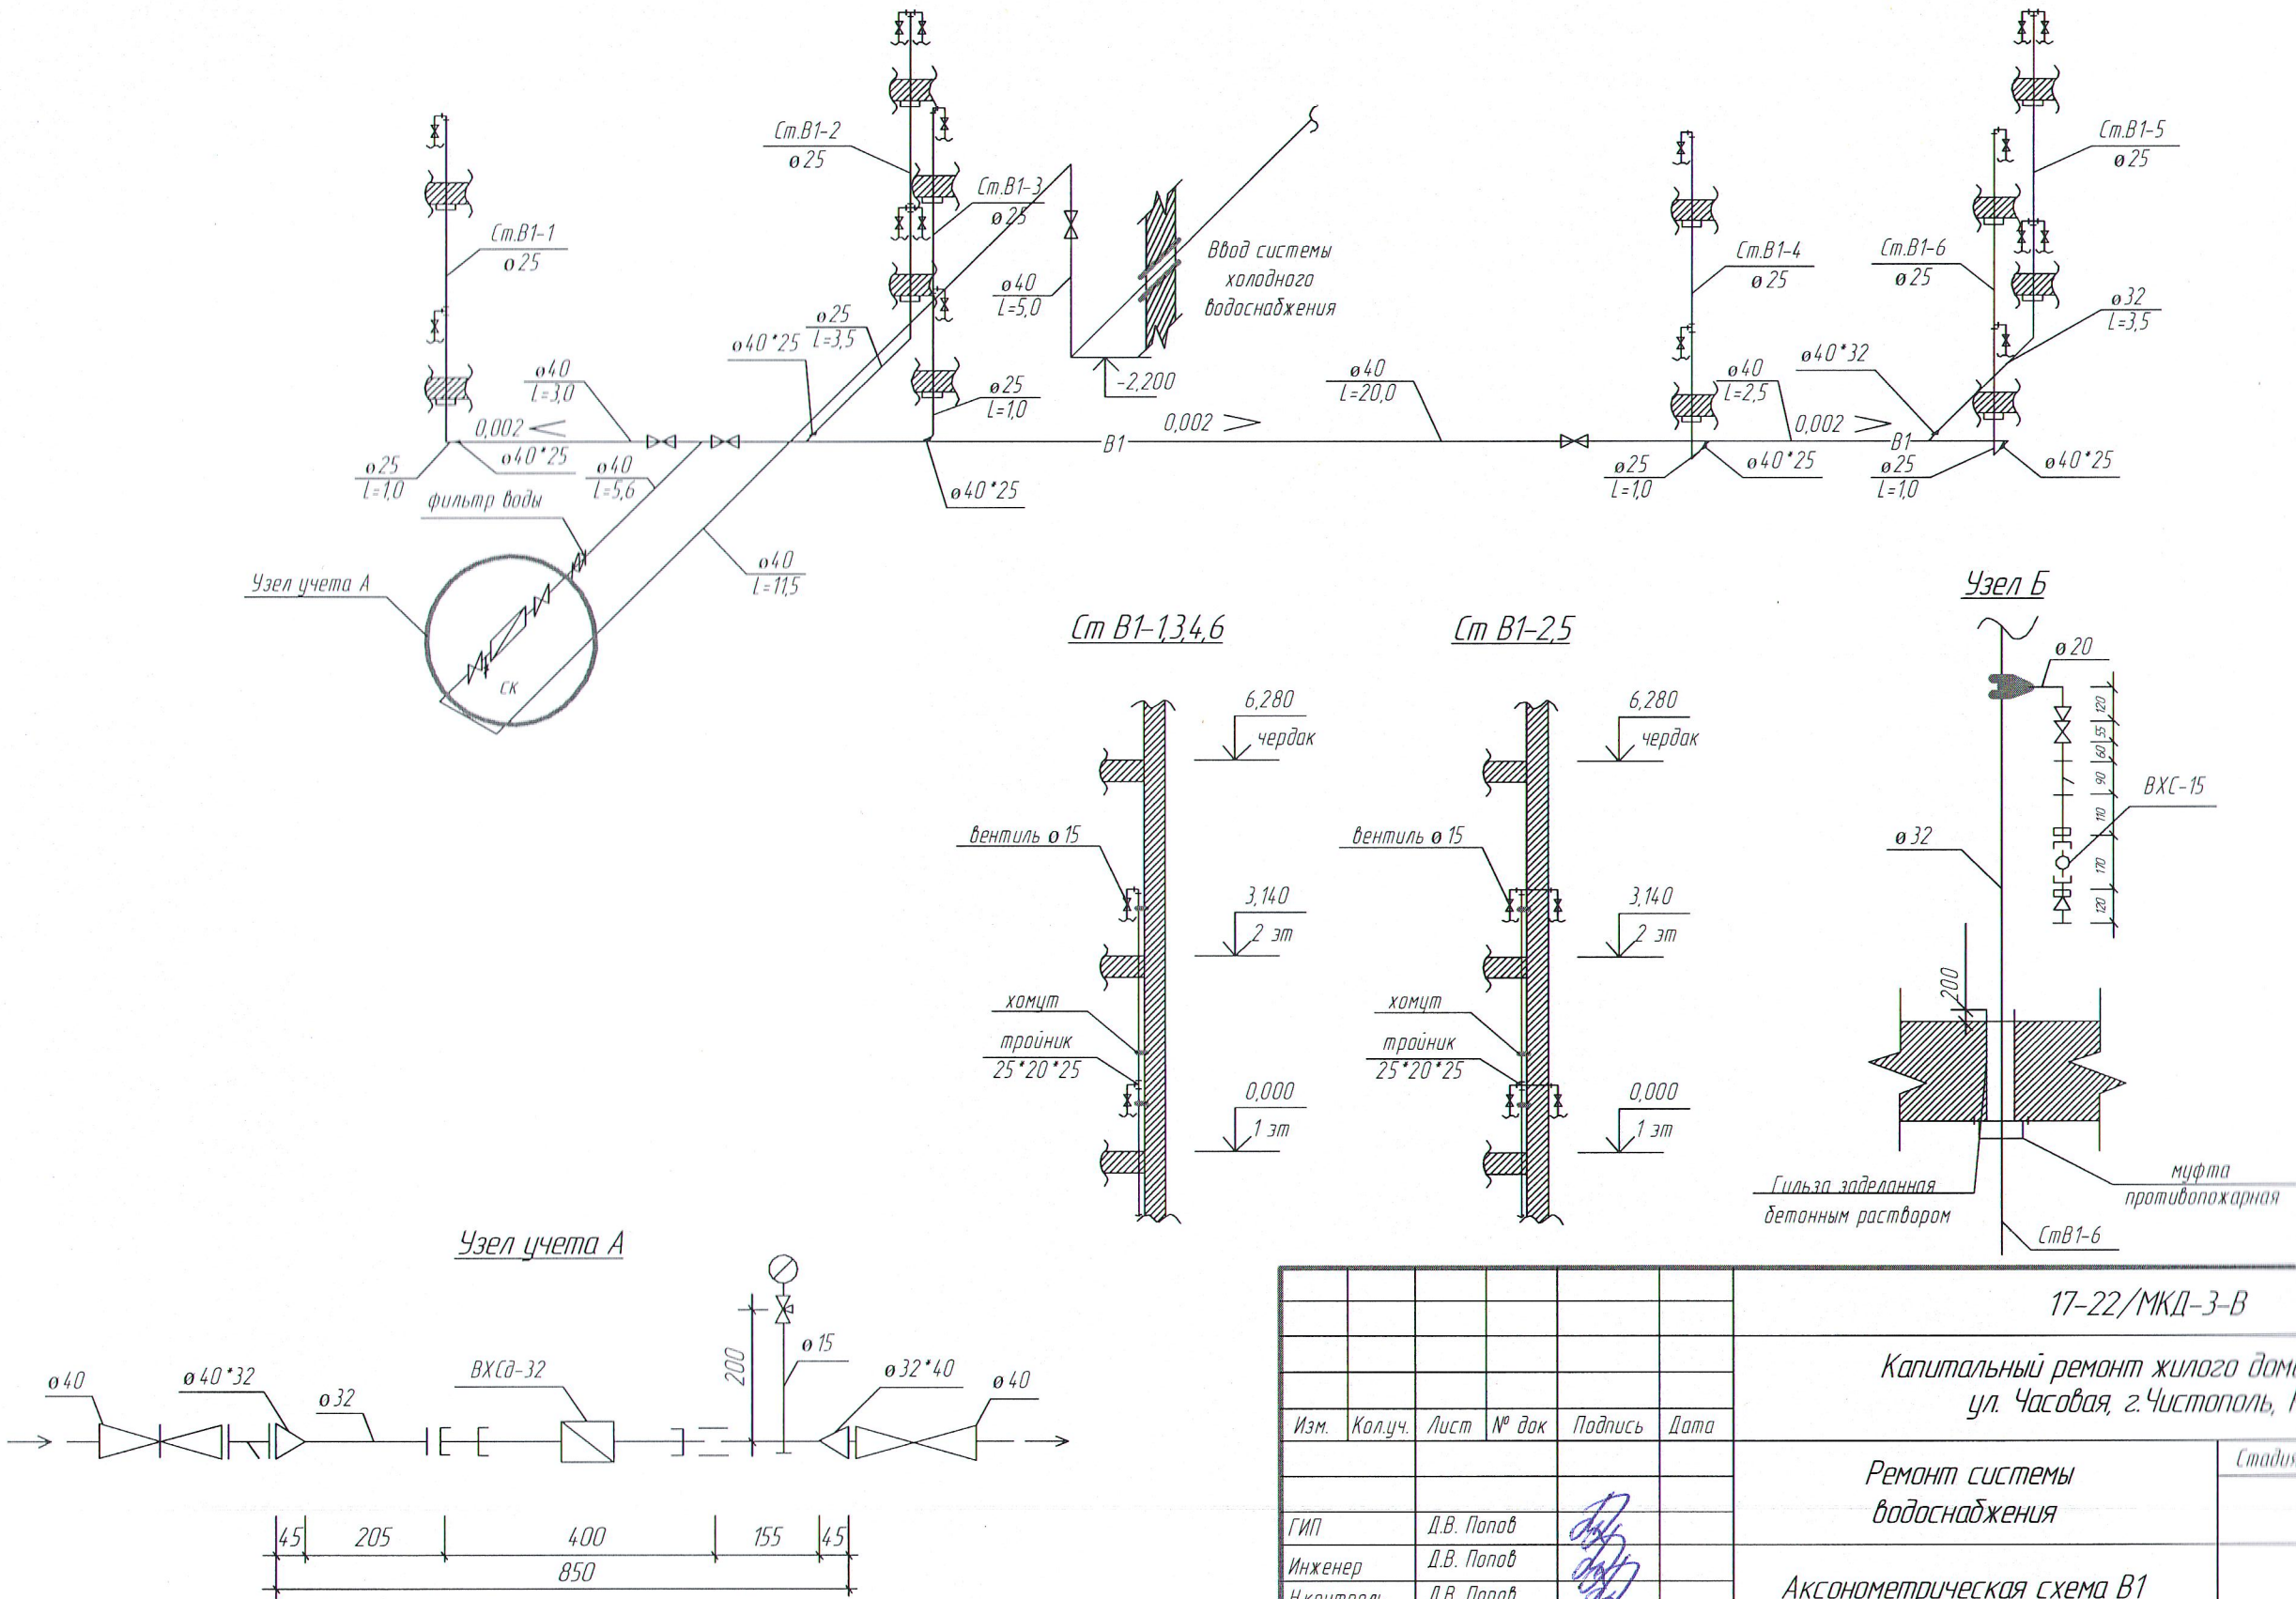 Ст.В1-1
ø25
Ст.В1-2
ø25
Ст.В1-3
ø25
Ст.В1-4
ø25
Ст.В1-6
ø25
Ст.В1-5
ø25
Ввод системы
холодного
водоснабжения
ø40
L=5,0
-2,200
ø25
L=3,5
ø40*25
ø40
L=3,0
0,002
ø40*25
ø25
L=1,0
ø40
L=5,6
фильтр воды
ø25
L=1,0
ø40*25
В1
0,002
ø40
L=20,0
ø40
L=2,5
ø40*32
ø32
L=3,5
0,002
В1
ø25
L=1,0
ø40*25
ø25
L=1,0
ø40*25
ø40
L=11,5
Узел учета А
СК
Ст В1-1,3,4,6
6,280
чердак
вентиль ø15
3,140
2 эт
хомут
тройник
25*20*25
0,000
1 эт
Ст В1-2,5
6,280
чердак
вентиль ø15
3,140
2 эт
хомут
тройник
25*20*25
0,000
1 эт
Узел Б
ø20
120
55
60
90
110
170
120
ВХС-15
ø32
200
Гильза заделанная
бетонным раствором
муфта
противопожарная
СтВ1-6
Узел учета А
ø40
ø40*32
ø32
ВХСд-32
200
ø15
ø32*40
ø40
45
205
400
155
45
850
17-22/МКД-3-В
Капитальный ремонт жилого дом
ул. Часовая, г.Чистополь,
Изм.
Кол.уч.
Лист
№ док
Подпись
Дата
Ремонт системы
водоснабжения
Стадия
ГИП
Д.В. Попов
Инженер
Д.В. Попов
Н.контроль
Д.В. Попов
Аксонометрическая схема В1